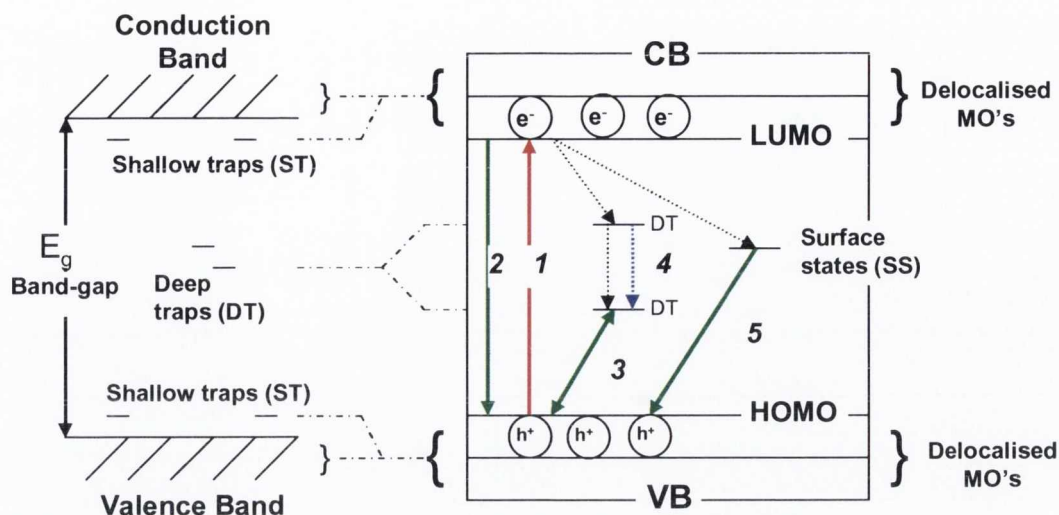 Conduction
Band
Shallow traps (ST)
Eg
Band-gap
Deep
traps (DT)
Shallow traps (ST)
Valence Band
CB
Delocalised
MO's
e- e- e-
LUMO
DT
Surface
states (SS)
2 1 4
DT
5
3
HOMO
h+ h+ h+
Delocalised
MO's
VB